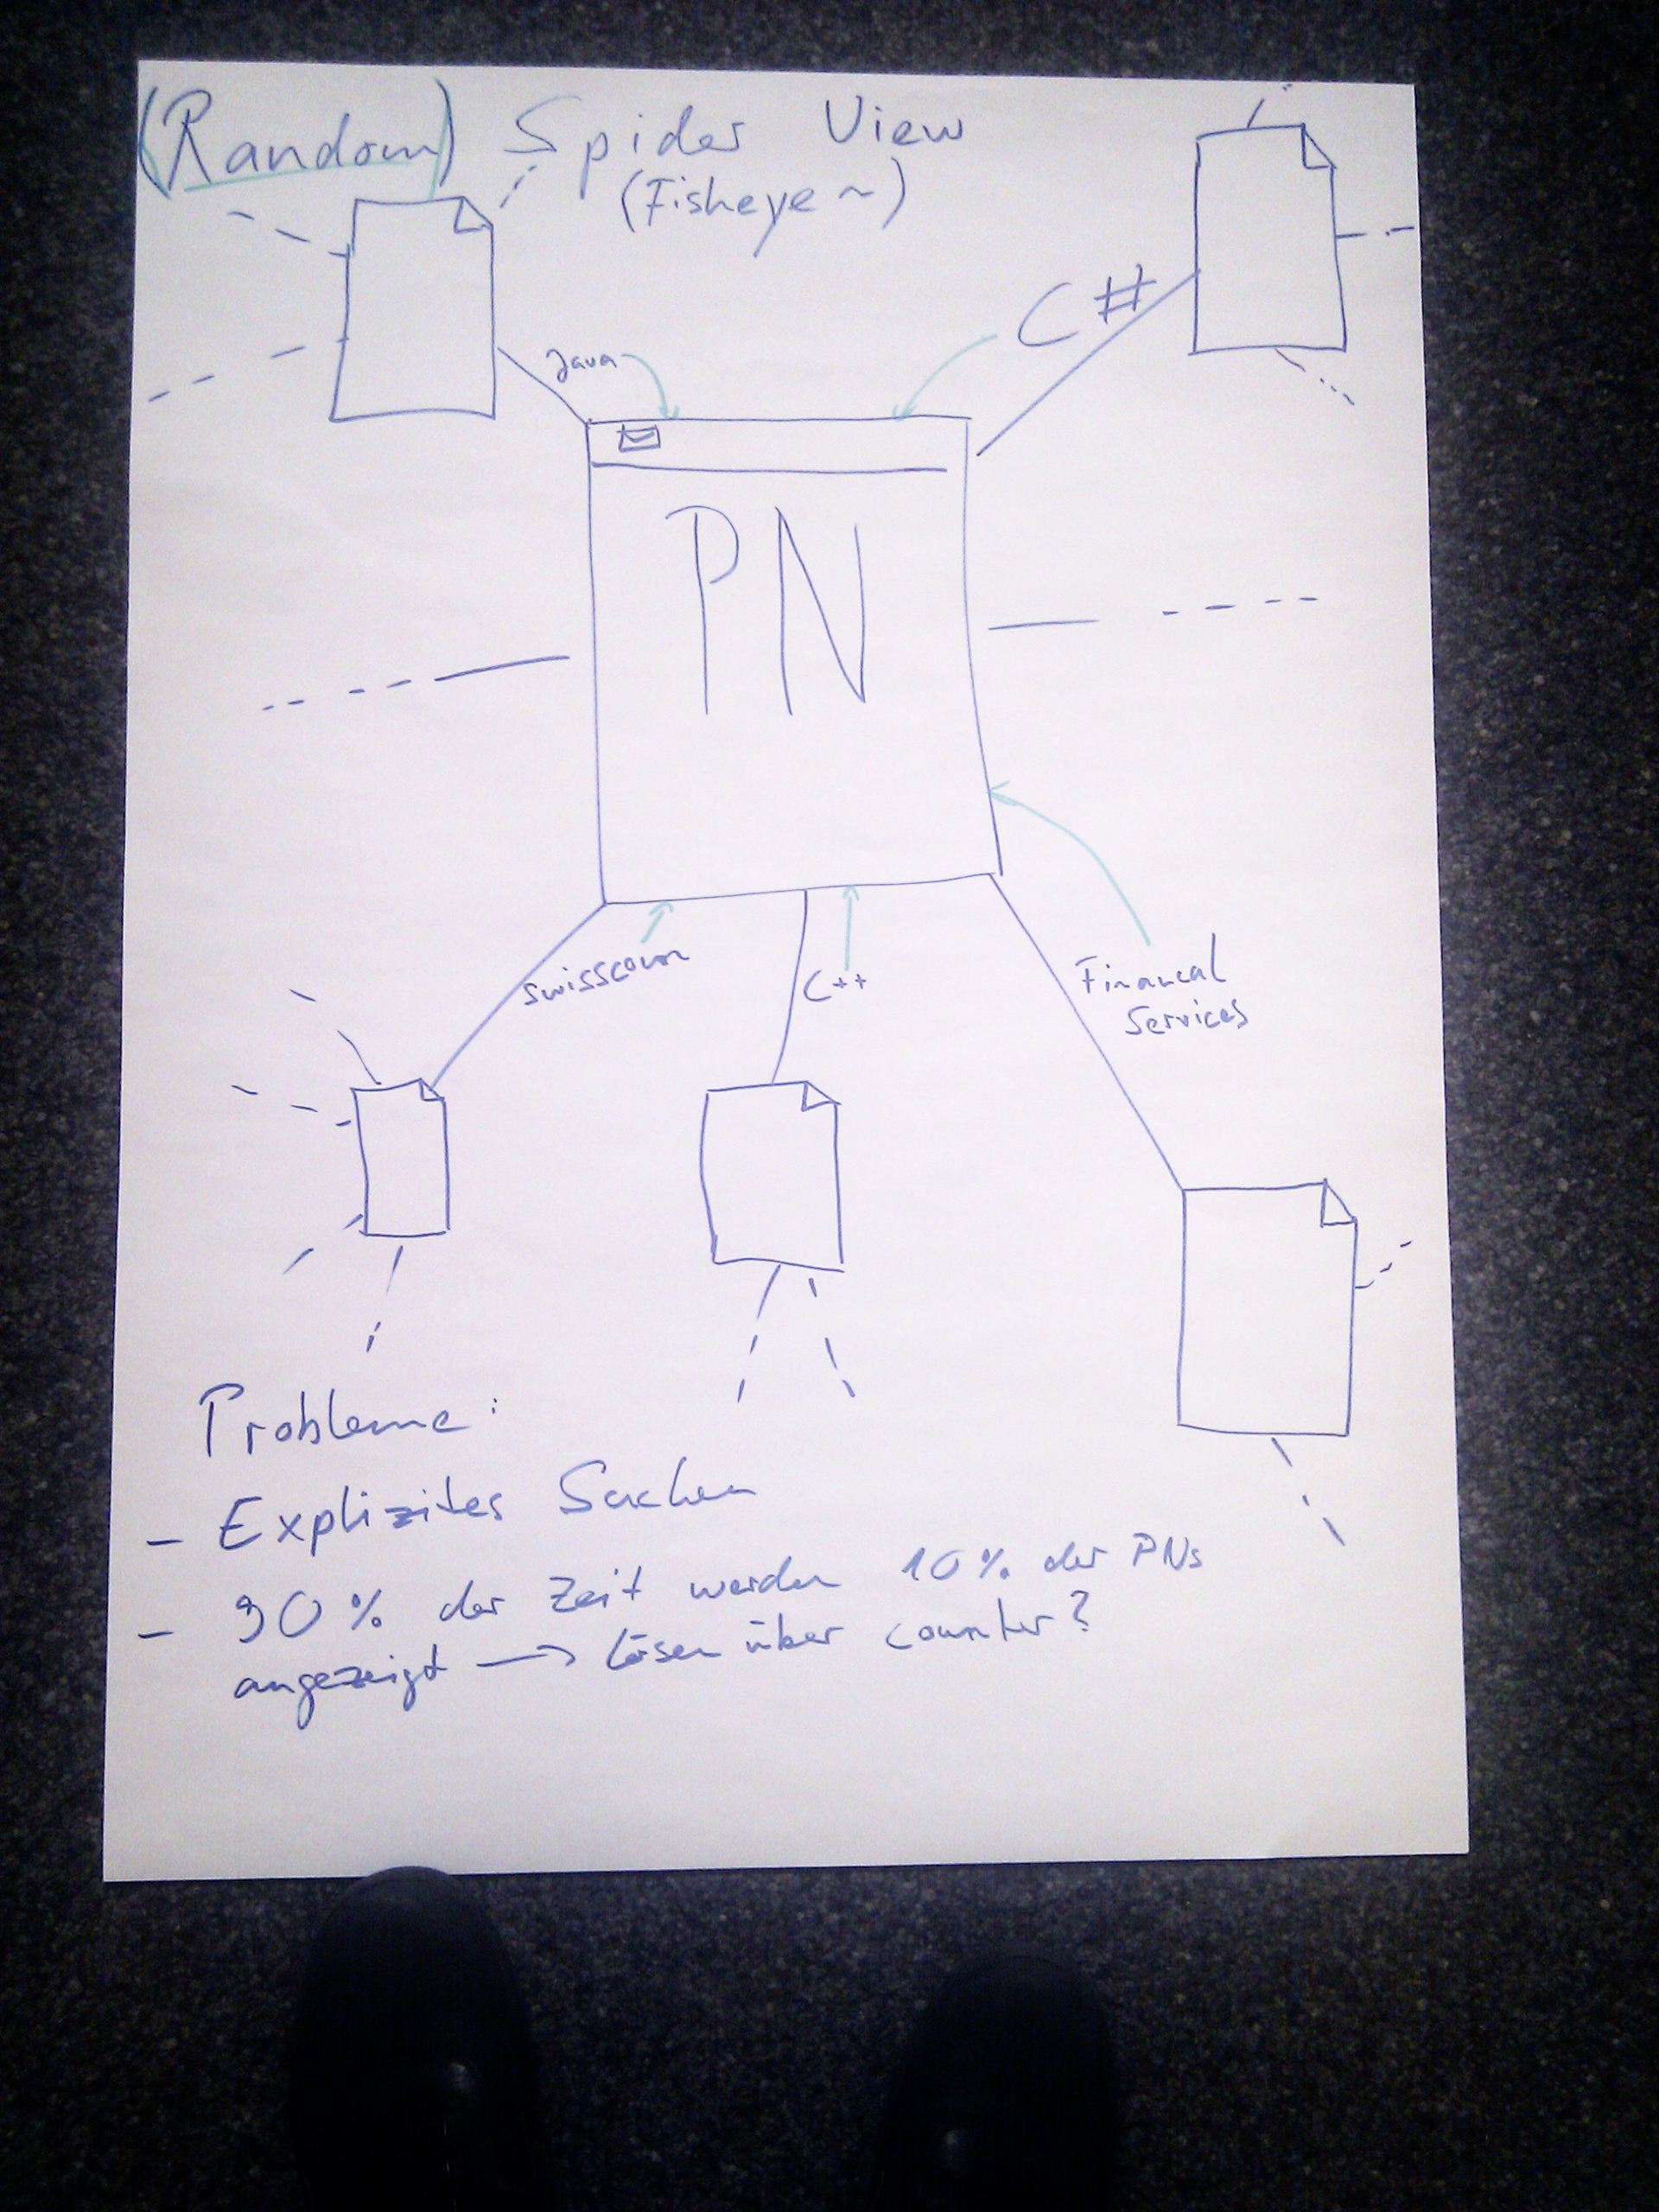 (Random) Spider View
(Fisheye ~)
C#
Java
PN
swisscom
C++
Financal
Services
Probleme:
- Explizites Suchen
- 90% der Zeit werden 10% der PNs
angezeigt → lösen über counter?